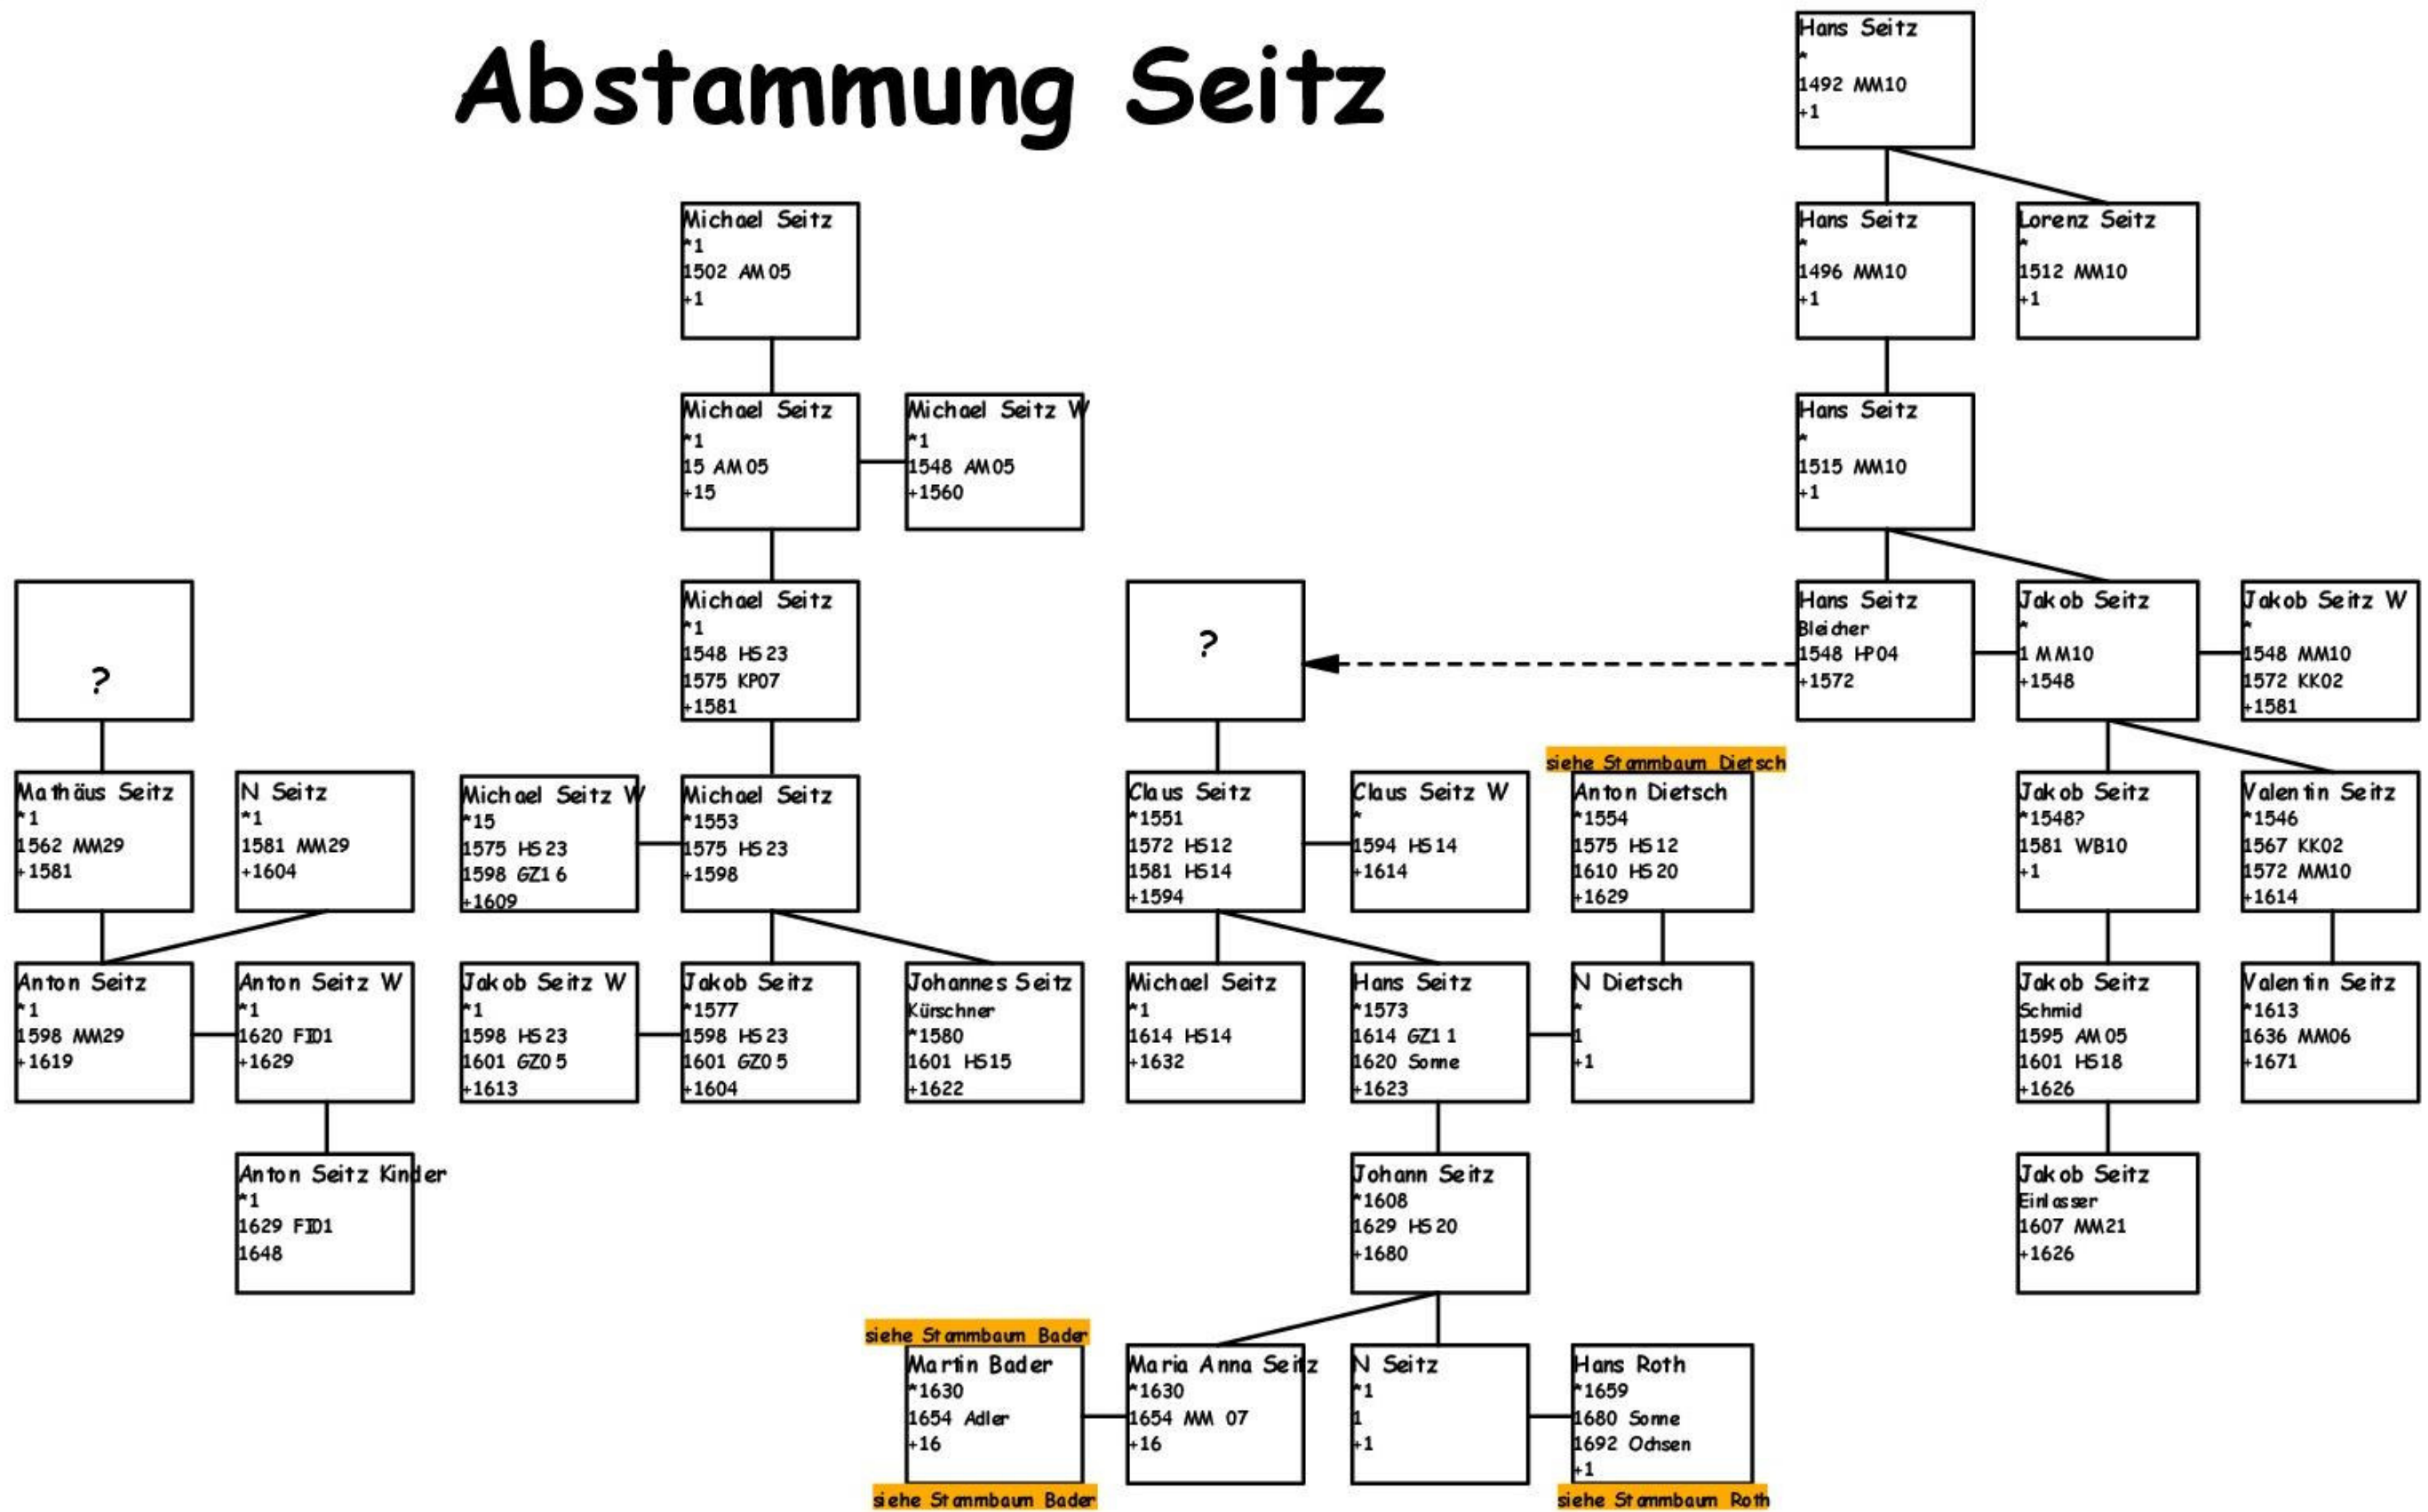 Abstammung Seitz
Hans Seitz
*
1492 MM10
+1
Michael Seitz
*1
1502 AM05
+1
Hans Seitz
*
1496 MM10
+1
Lorenz Seitz
*
1512 MM10
+1
Michael Seitz
*1
15 AM05
+15
Michael Seitz W
*1
1548 AM05
+1560
Hans Seitz
*
1515 MM10
+1
?
Michael Seitz
*1
1548 HS23
1575 KP07
+1581
?
Hans Seitz
Bleicher
1548 HP04
+1572
Jakob Seitz
*
1 MM10
+1548
Jakob Seitz W
*
1548 MM10
1572 KK02
+1581
Mathäus Seitz
*1
1562 MM29
+1581
N Seitz
*1
1581 MM29
+1604
Michael Seitz W
*15
1575 HS23
1598 GZ16
+1609
Michael Seitz
*1553
1575 HS23
+1598
Claus Seitz
*1551
1572 HS12
1581 HS14
+1594
Claus Seitz W
*
1594 HS14
+1614
siehe Stammbaum Dietsch
Anton Dietsch
*1554
1575 HS12
1610 HS20
+1629
Jakob Seitz
*1548?
1581 WB10
+1
Valentin Seitz
*1546
1567 KK02
1572 MM10
+1614
Anton Seitz
*1
1598 MM29
+1619
Anton Seitz W
*1
1620 FI01
+1629
Jakob Seitz W
*1
1598 HS23
1601 GZ05
+1613
Jakob Seitz
*1577
1598 HS23
1601 GZ05
+1604
Johannes Seitz
Kürschner
*1580
1601 HS15
+1622
Michael Seitz
*1
1614 HS14
+1632
Hans Seitz
*1573
1614 GZ11
1620 Sonne
+1623
N Dietsch
*
1
+1
Jakob Seitz
Schmid
1595 AM05
1601 HS18
+1626
Valentin Seitz
*1613
1636 MM06
+1671
Anton Seitz Kinder
*1
1629 FI01
1648
Johann Seitz
*1608
1629 HS20
+1680
Jakob Seitz
Einlasser
1607 MM21
+1626
siehe Stammbaum Bader
Martin Bader
*1630
1654 Adler
+16
siehe Stammbaum Bader
Maria Anna Seitz
*1630
1654 MM 07
+16
N Seitz
*1
1
+1
Hans Roth
*1659
1680 Sonne
1692 Ochsen
+1
siehe Stammbaum Roth